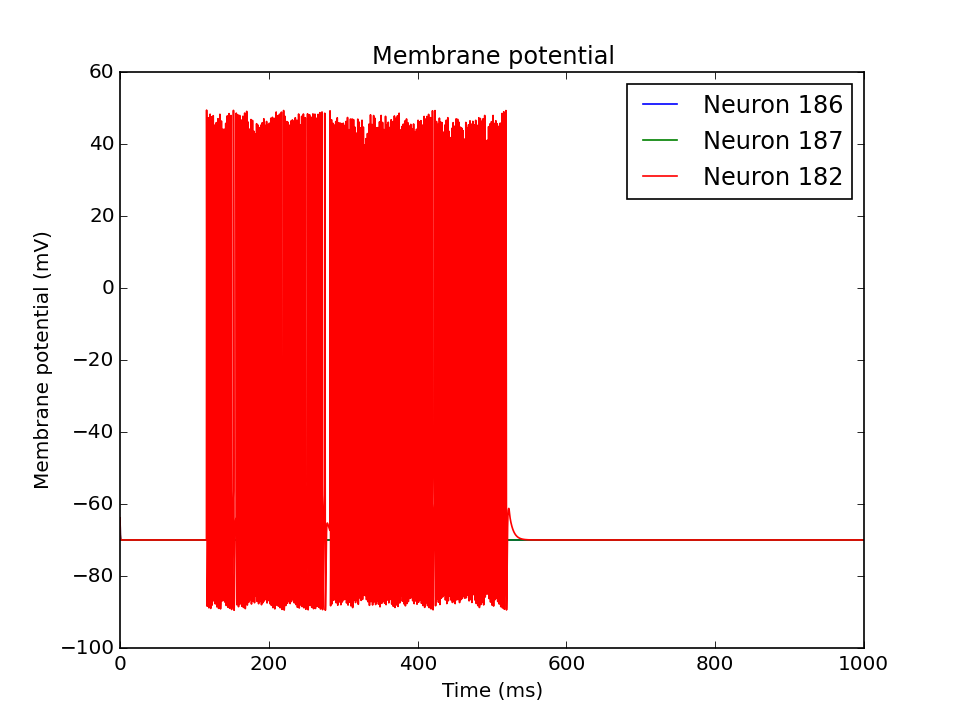 Membrane potential
60
40
20
0
−20
−40
−60
−80
−100
Membrane potential (mV)
Neuron 186
Neuron 187
Neuron 182
0 200 400 600 800 1000
Time (ms)